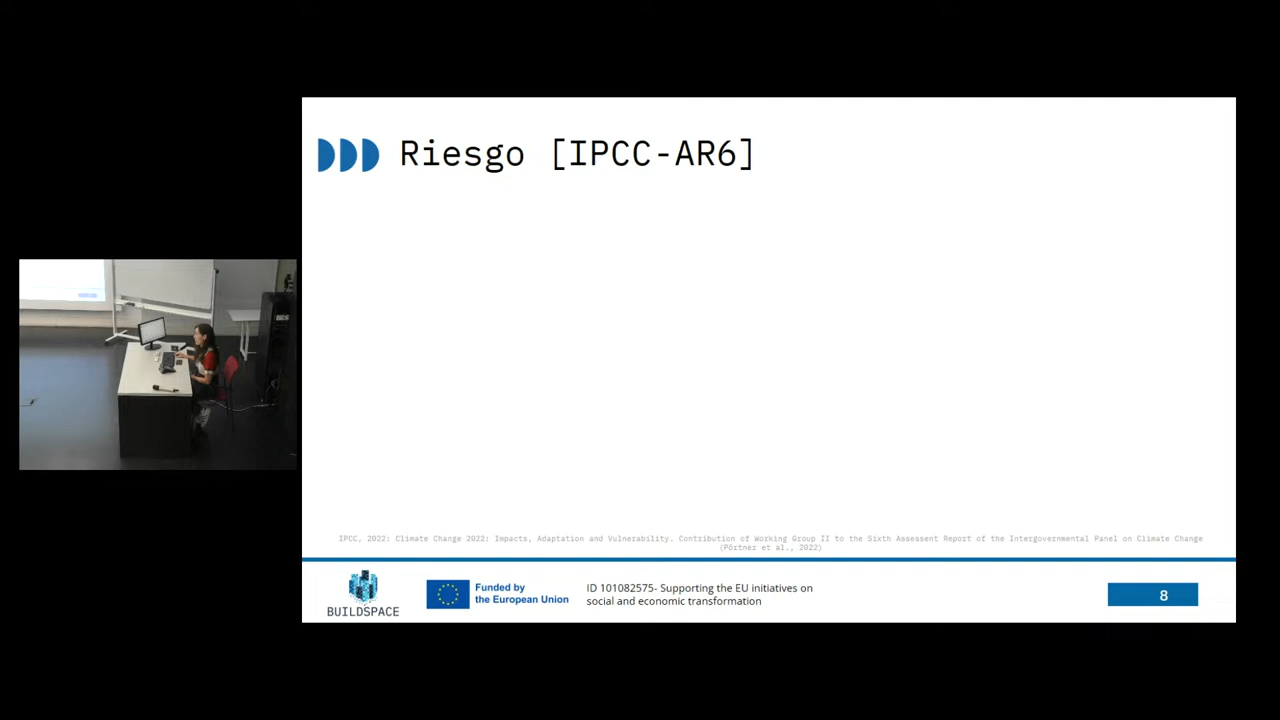 Riesgo [IPCC-AR6]
IPCC, 2022: Climate Change 2022: Impacts, Adaptation and Vulnerability. Contribution of Working Group II to the Sixth Assessment Report of the Intergovernmental Panel on Climate Change
(Pörtner et al., 2022)
BUILDSPACE
Funded by
the European Union
ID 101082575- Supporting the EU initiatives on
social and economic transformation
8